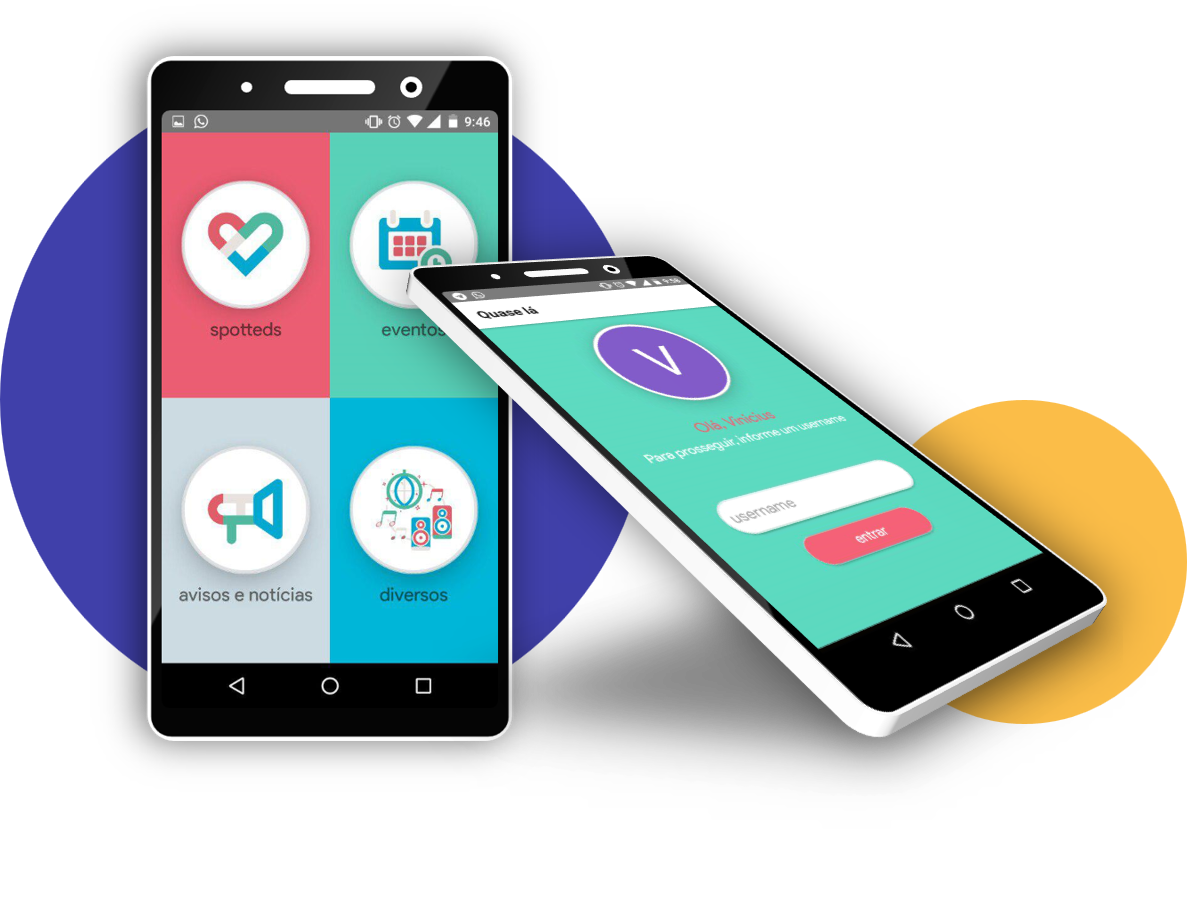 9:46
spotteds
eventos
avisos e notícias
diversos
Quase lá
V
Olá, Vinicius
Para prosseguir, informe um username
username
entrar